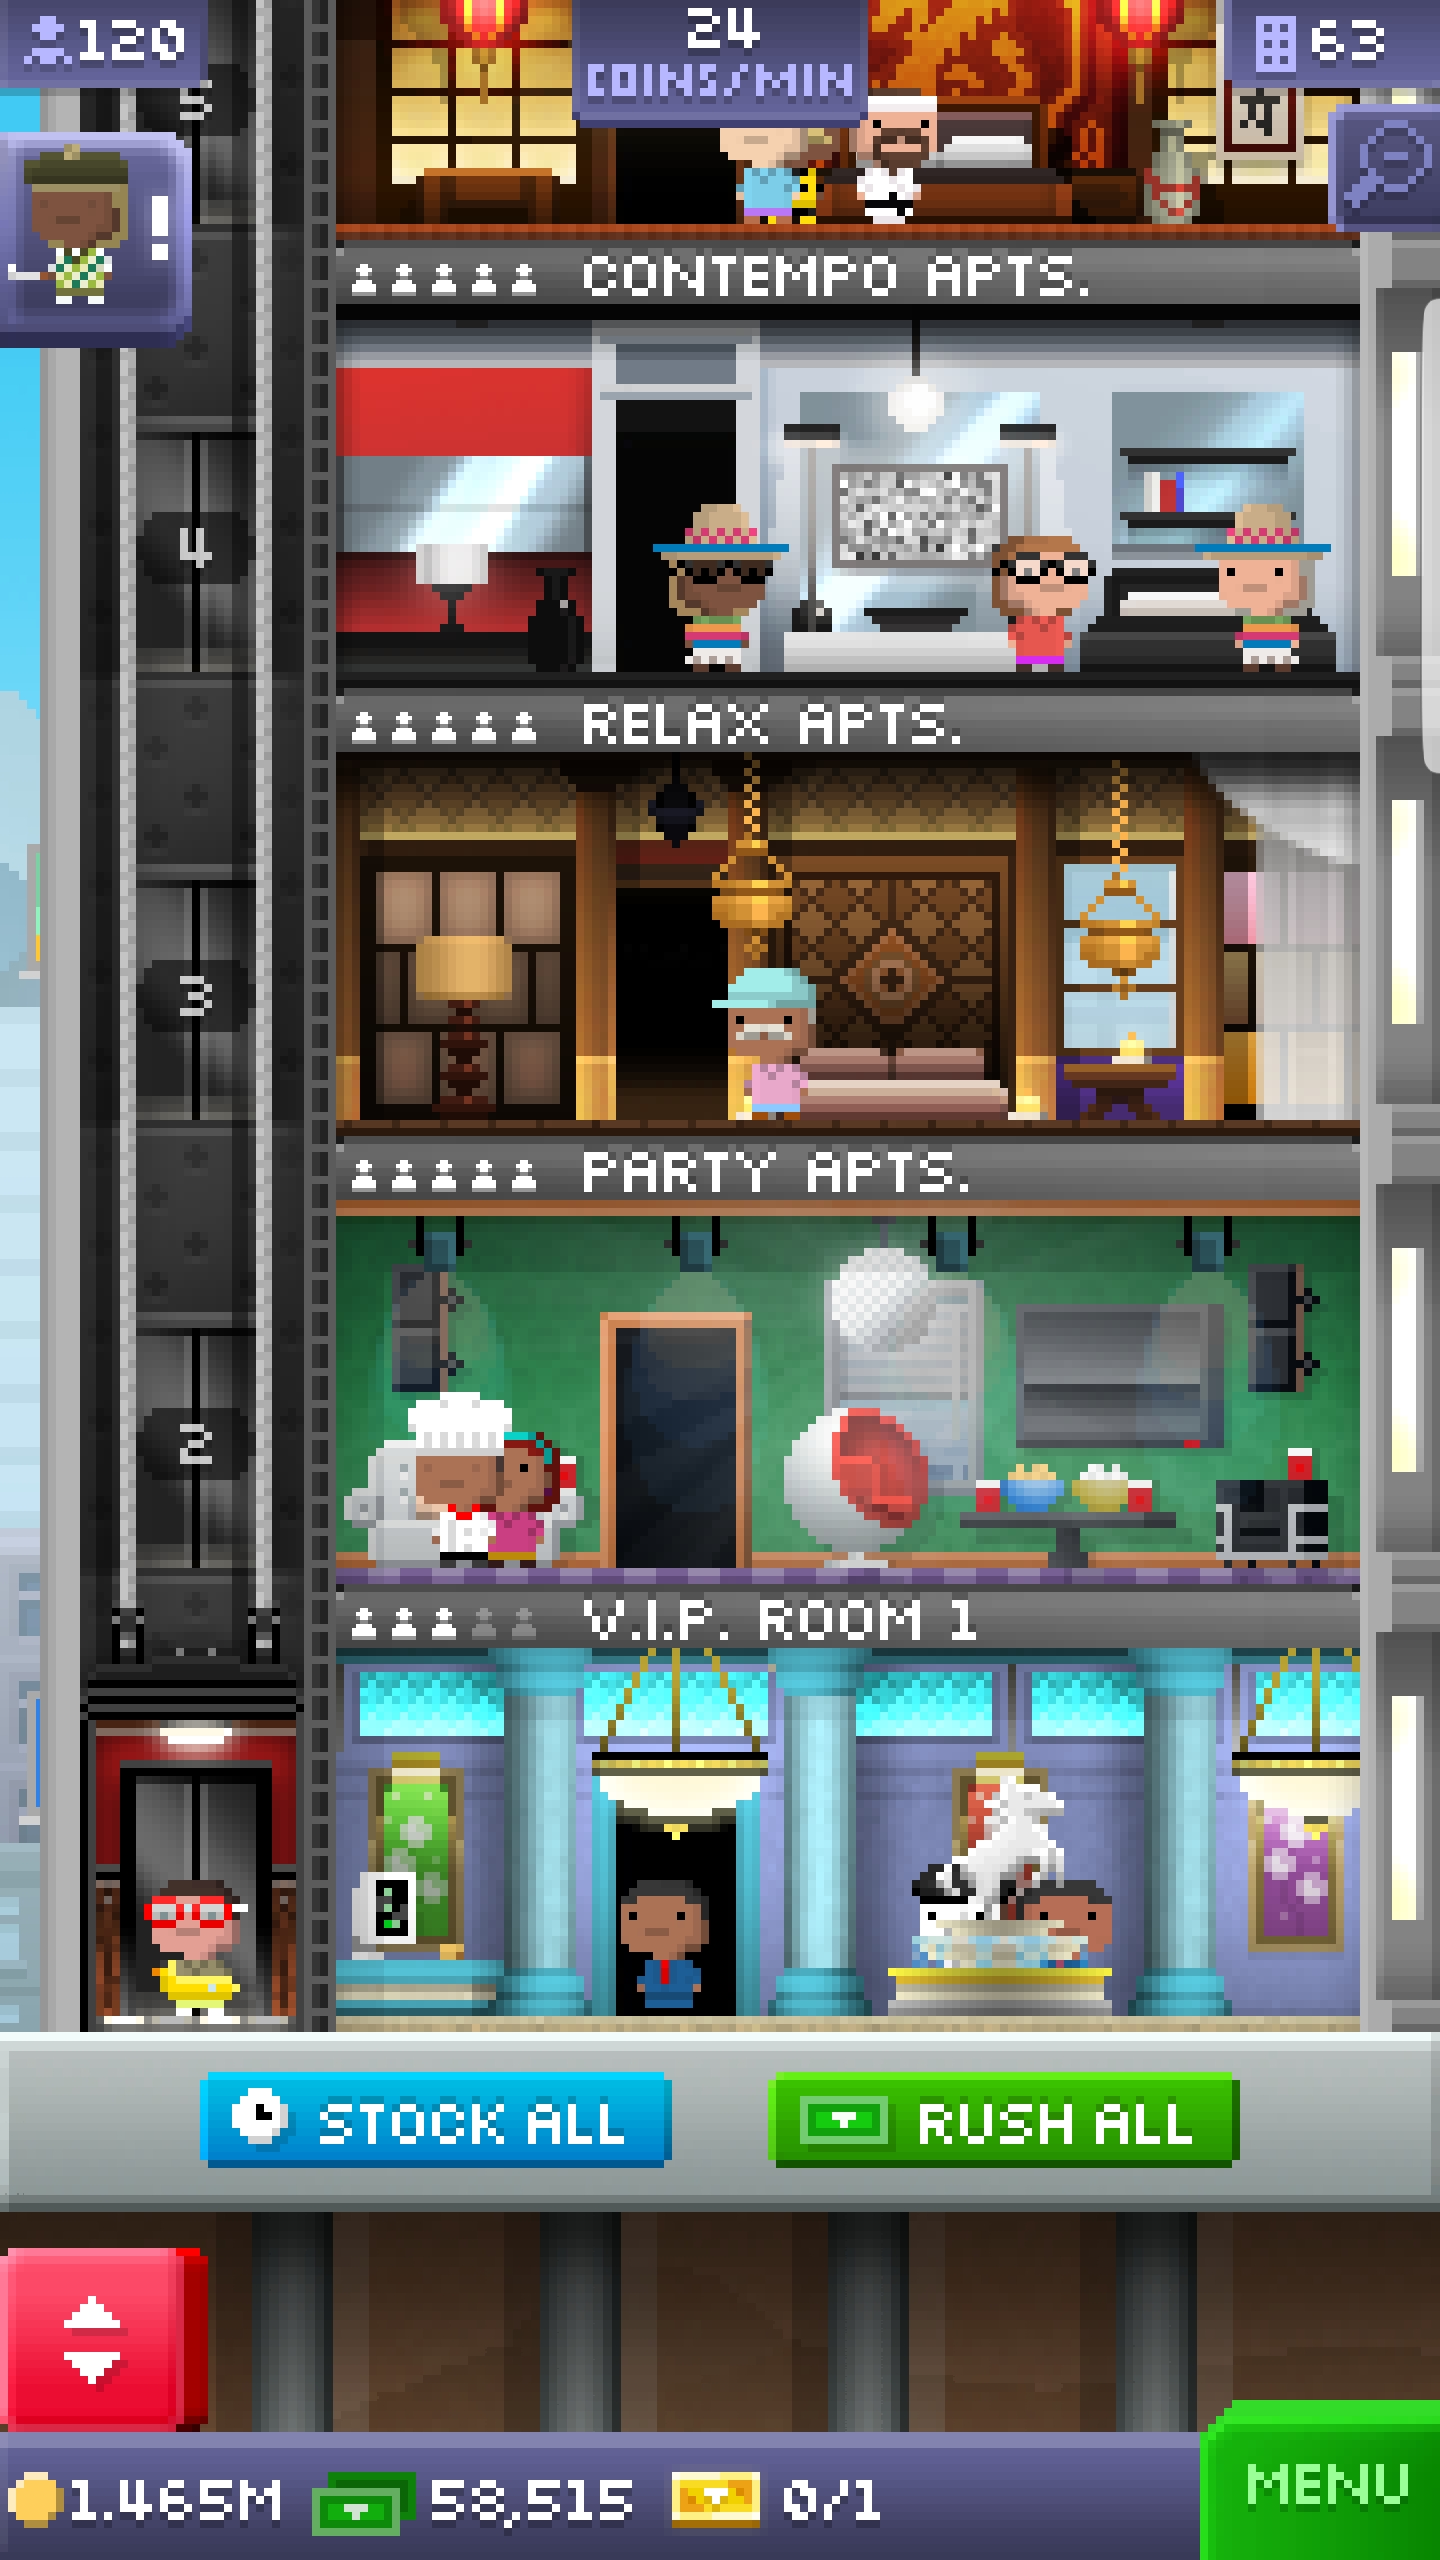 120
24
COINS/MIN
63
5
!
CONTEMPO APTS.
4
RELAX APTS.
3
PARTY APTS.
2
V.I.P. ROOM 1
STOCK ALL
RUSH ALL
1.465M
58,515
0/1
MENU